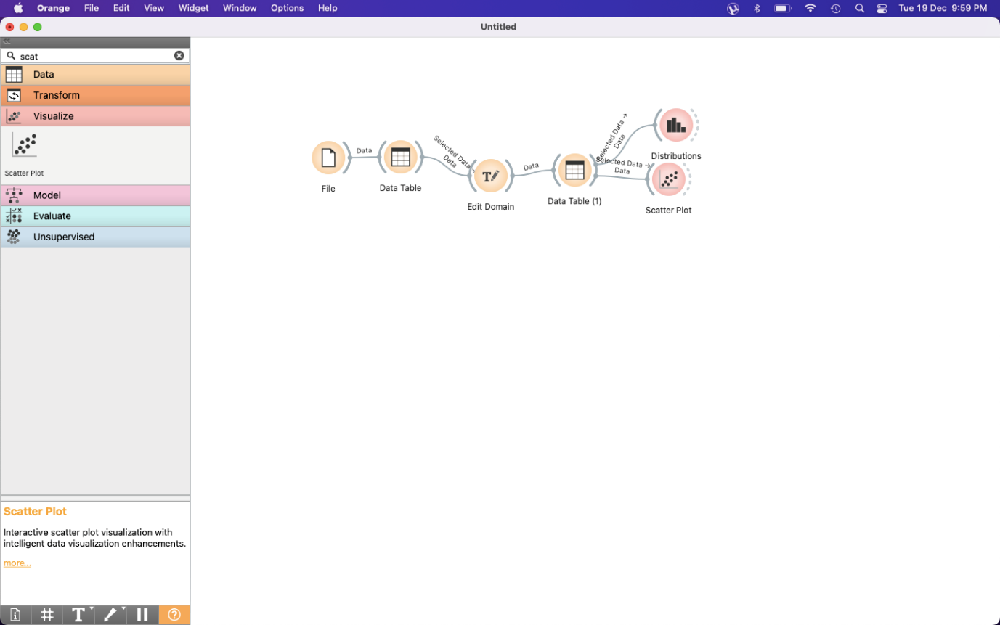 Orange File Edit View Widget Window Options Help
Tue 19 Dec 9:59 PM
Untitled
scat
Data
Transform
Visualize
Scatter Plot
Model
Evaluate
Unsupervised
File
Data
Data Table
Selected Data →
Data
Edit Domain
Data
Data Table (1)
Selected Data →
Data
Distributions
Selected Data →
Data
Scatter Plot
Scatter Plot
Interactive scatter plot visualization with
intelligent data visualization enhancements.
more...